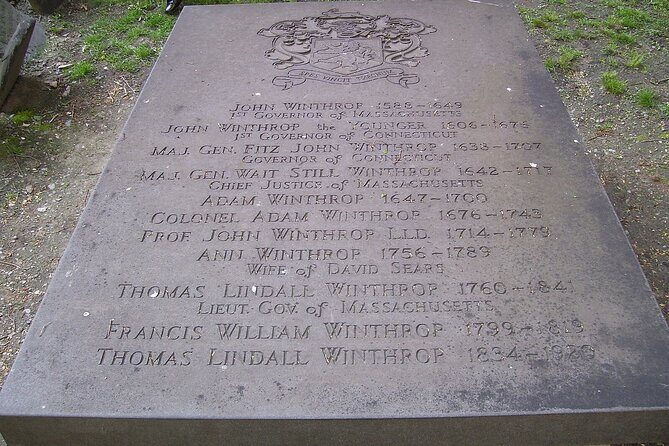 SPES VINCIT THRONUM
JOHN WINTHROP 1588–1649
1ST GOVERNOR OF MASSACHUSETTS
JOHN WINTHROP the YOUNGER 1606–1676
1ST GOVERNOR OF CONNECTICUT
MAJ. GEN. FITZ JOHN WINTHROP 1638–1707
GOVERNOR OF CONNECTICUT
MAJ. GEN. WAIT STILL WINTHROP 1642–1717
CHIEF JUSTICE of MASSACHUSETTS
ADAM WINTHROP 1647–1700
COLONEL ADAM WINTHROP 1676–1743
PROF. JOHN WINTHROP L.L.D. 1714–1779
ANN WINTHROP 1756–1789
WIFE of DAVID SEARS
THOMAS LINDALL WINTHROP 1760–1841
LIEUT. GOV. of MASSACHUSETTS
FRANCIS WILLIAM WINTHROP 1799–1819
THOMAS LINDALL WINTHROP 1834–